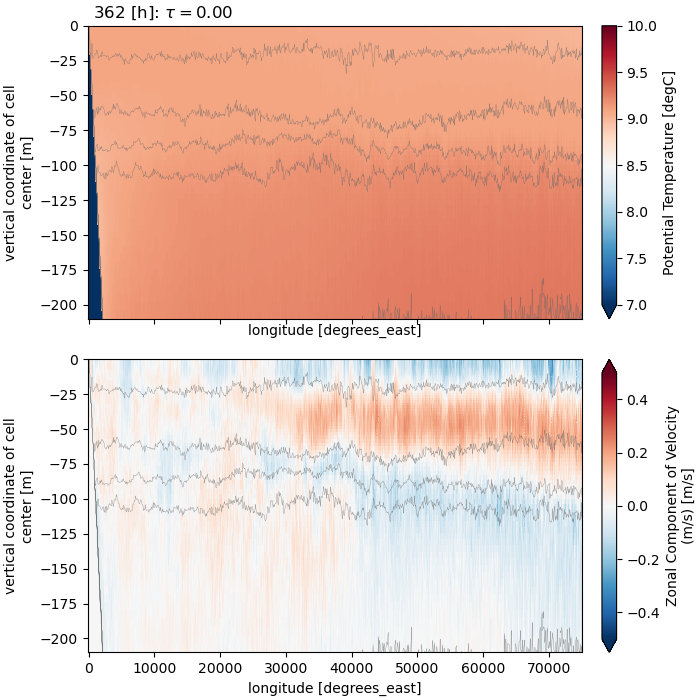 362 [h]: τ = 0.00
0
−25
−50
−75
−100
−125
−150
−175
−200
vertical coordinate of cell
center [m]
longitude [degrees_east]
10.0
9.5
9.0
8.5
8.0
7.5
7.0
Potential Temperature [degC]
0
−25
−50
−75
−100
−125
−150
−175
−200
vertical coordinate of cell
center [m]
0 10000 20000 30000 40000 50000 60000 70000
longitude [degrees_east]
0.4
0.2
0.0
−0.2
−0.4
Zonal Component of Velocity
(m/s) [m/s]